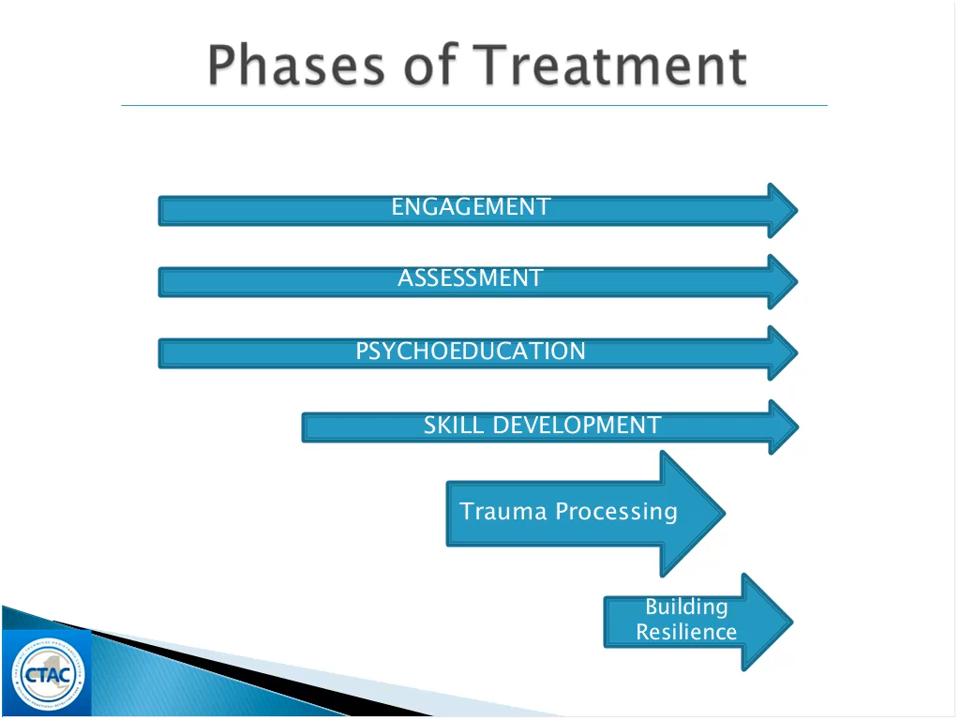 Phases of Treatment
ENGAGEMENT
ASSESSMENT
PSYCHOEDUCATION
SKILL DEVELOPMENT
Trauma Processing
Building
Resilience
CTAC